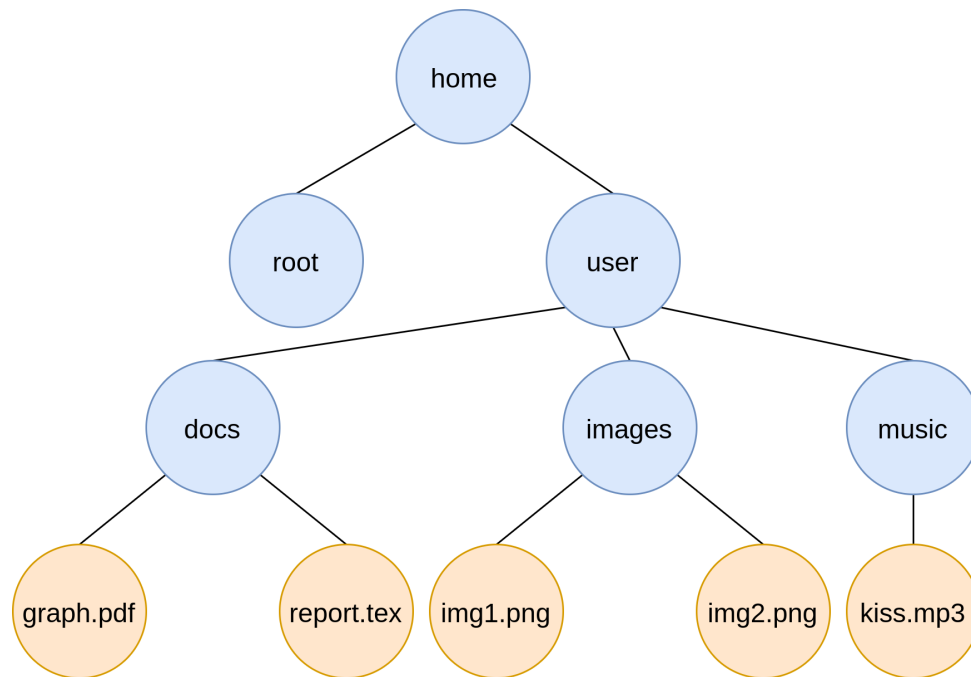 home
root
user
docs
images
music
graph.pdf
report.tex
img1.png
img2.png
kiss.mp3